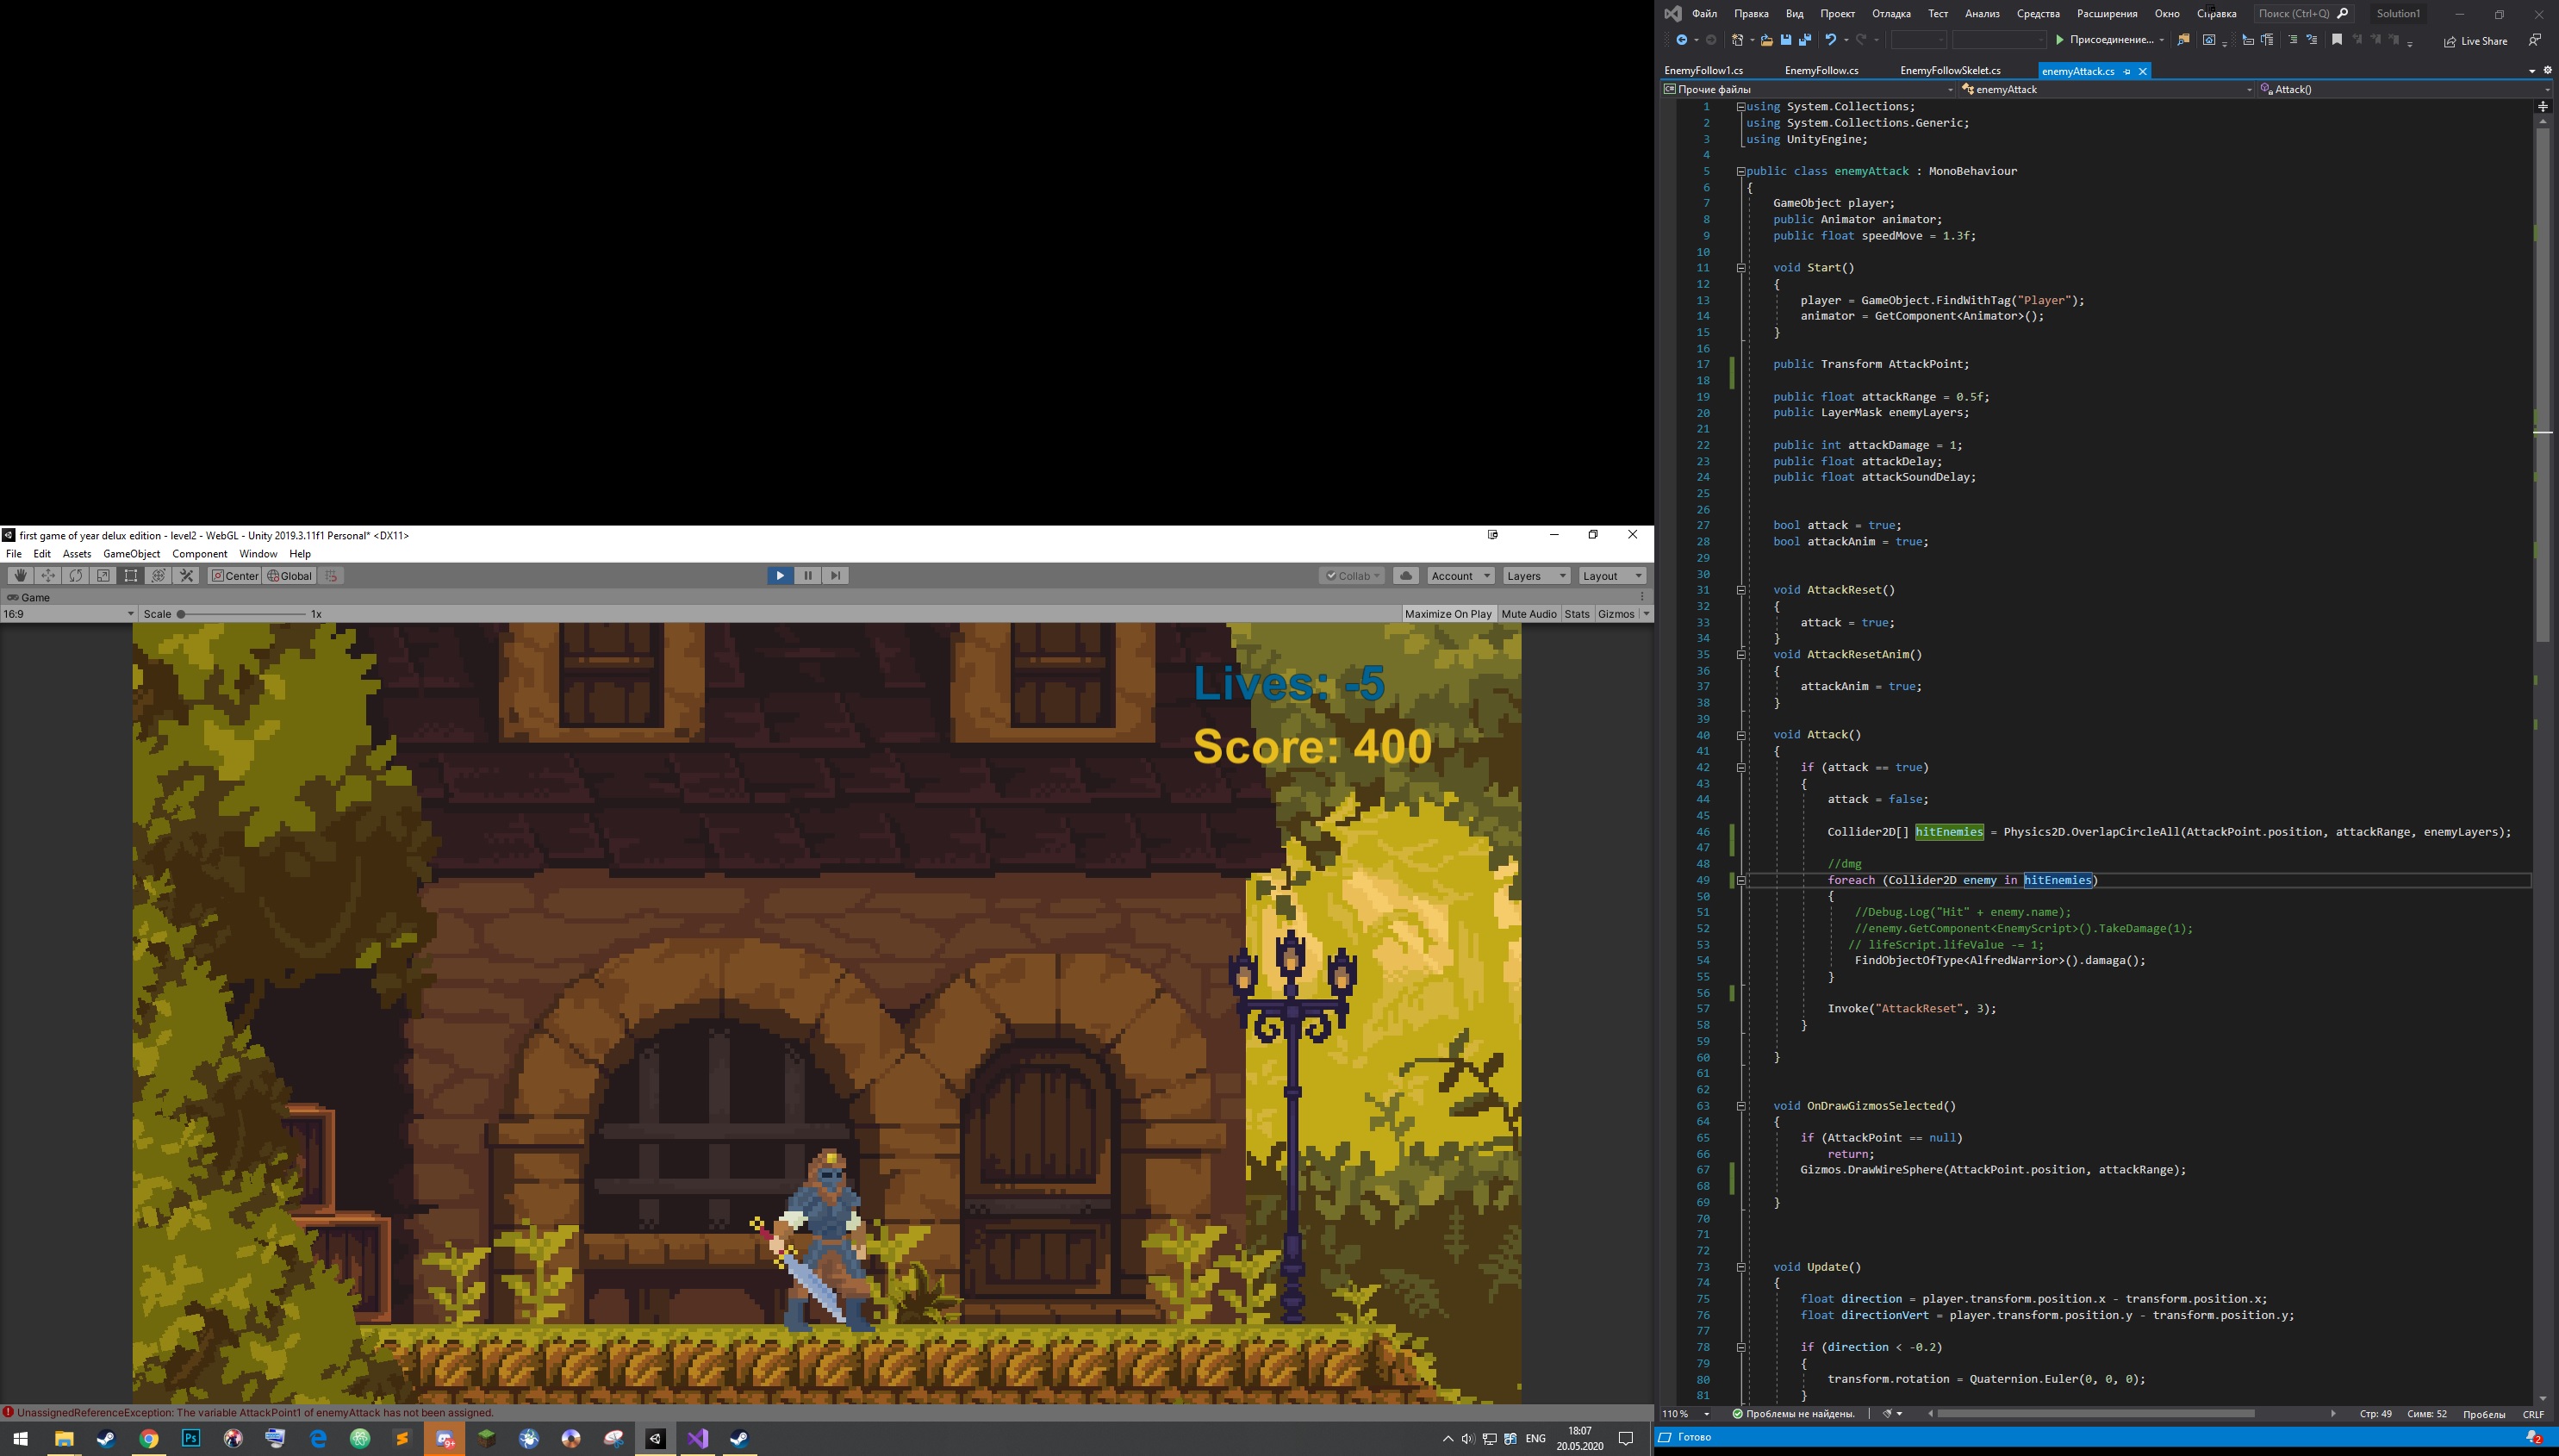 first game of year delux edition - level2 - WebGL - Unity 2019.3.11f1 Personal* <DX11>
File Edit Assets GameObject Component Window Help
Center Global Collab Account Layers Layout
Game
16:9 Scale 1x Maximize On Play Mute Audio Stats Gizmos
Lives: -5
Score: 400
UnassignedReferenceException: The variable AttackPoint1 of enemyAttack has not been assigned.
Ps 9+ ENG 18:07
20.05.2020
Файл Правка Вид Проект Отладка Тест Анализ Средства Расширения Окно Справка Поиск (Ctrl+Q) Solution1
Присоединение... Live Share
EnemyFollow1.cs EnemyFollow.cs EnemyFollowSkelet.cs enemyAttack.cs
Прочие файлы enemyAttack Attack()
1 using System.Collections;
2 using System.Collections.Generic;
3 using UnityEngine;
4
5 public class enemyAttack : MonoBehaviour
6 {
7 GameObject player;
8 public Animator animator;
9 public float speedMove = 1.3f;
10
11 void Start()
12 {
13 player = GameObject.FindWithTag("Player");
14 animator = GetComponent<Animator>();
15 }
16
17 public Transform AttackPoint;
18
19 public float attackRange = 0.5f;
20 public LayerMask enemyLayers;
21
22 public int attackDamage = 1;
23 public float attackDelay;
24 public float attackSoundDelay;
25
26
27 bool attack = true;
28 bool attackAnim = true;
29
30
31 void AttackReset()
32 {
33 attack = true;
34 }
35 void AttackResetAnim()
36 {
37 attackAnim = true;
38 }
39
40 void Attack()
41 {
42 if (attack == true)
43 {
44 attack = false;
45
46 Collider2D[] hitEnemies = Physics2D.OverlapCircleAll(AttackPoint.position, attackRange, enemyLayers);
47
48 //dmg
49 foreach (Collider2D enemy in hitEnemies)
50 {
51 //Debug.Log("Hit" + enemy.name);
52 //enemy.GetComponent<EnemyScript>().TakeDamage(1);
53 // lifeScript.lifeValue -= 1;
54 FindObjectOfType<AlfredWarrior>().damaga();
55 }
56
57 Invoke("AttackReset", 3);
58 }
59
60 }
61
62
63 void OnDrawGizmosSelected()
64 {
65 if (AttackPoint == null)
66 return;
67 Gizmos.DrawWireSphere(AttackPoint.position, attackRange);
68
69 }
70
71
72
73 void Update()
74 {
75 float direction = player.transform.position.x - transform.position.x;
76 float directionVert = player.transform.position.y - transform.position.y;
77
78 if (direction < -0.2)
79 {
80 transform.rotation = Quaternion.Euler(0, 0, 0);
81 }
110 % Проблемы не найдены. Стр: 49 Симв: 52 Пробелы CRLF
Готово 2